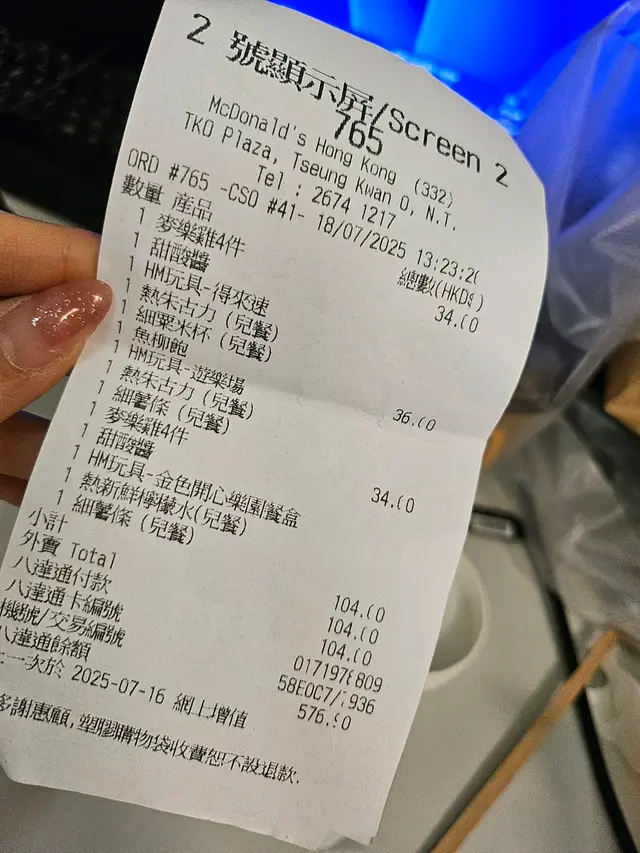 2 號顯示屏/Screen 2
765
McDonald's Hong Kong (332)
TKO Plaza, Tseung Kwan O, N.T.
Tel : 2674 1217
ORD #765 -CSO #41- 18/07/2025 13:23:2
數量 產品 總數(HKD$)
1 麥樂雞4件 34.00
1 甜酸醬
1 HM玩具-得來速
1 熱朱古力 (兒餐)
1 細粟米杯 (兒餐)
1 魚柳飽 36.00
1 HM玩具-遊樂場
1 熱朱古力 (兒餐)
1 細薯條 (兒餐)
1 麥樂雞4件 34.00
1 甜酸醬
1 HM玩具-金色開心樂園餐盒
1 熱新鮮檸檬水(兒餐)
1 細薯條 (兒餐)
小計 104.00
外賣 Total 104.00
八達通付款 104.00
八達通卡編號
機號/交易編號
八達通餘額
一次於 2025-07-16 網上增值
多謝惠顧,塑膠購物袋收費恕不設退款.